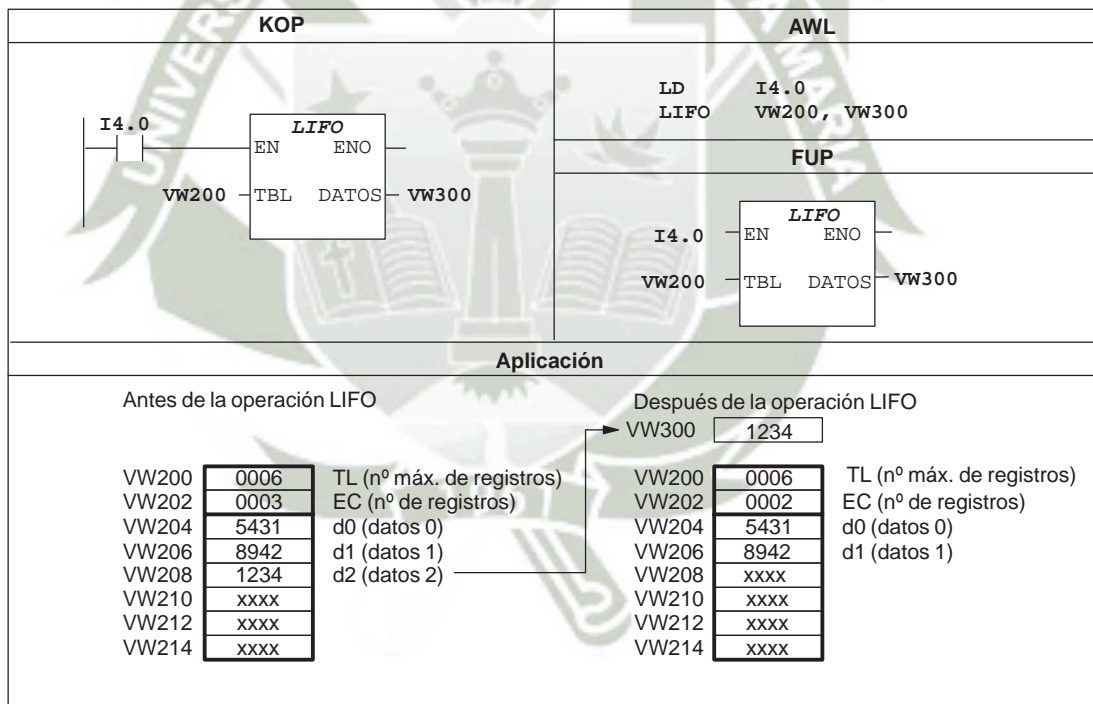 KOP
I4.0
LIFO
EN ENO
VW200 TBL DATOS VW300
AWL
LD I4.0
LIFO VW200, VW300
FUP
LIFO
I4.0 EN ENO
VW200 TBL DATOS VW300
Aplicación
Antes de la operación LIFO
VW200 0006 TL (nº máx. de registros)
VW202 0003 EC (nº de registros)
VW204 5431 d0 (datos 0)
VW206 8942 d1 (datos 1)
VW208 1234 d2 (datos 2)
VW210 xxxx
VW212 xxxx
VW214 xxxx
Después de la operación LIFO
VW300 1234
VW200 0006 TL (nº máx. de registros)
VW202 0002 EC (nº de registros)
VW204 5431 d0 (datos 0)
VW206 8942 d1 (datos 1)
VW208 xxxx
VW210 xxxx
VW212 xxxx
VW214 xxxx